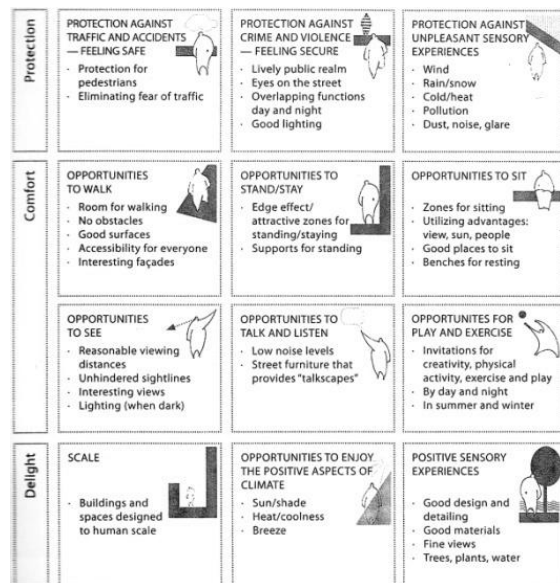 Protection
PROTECTION AGAINST
TRAFFIC AND ACCIDENTS
— FEELING SAFE
· Protection for
pedestrians
· Eliminating fear of traffic
PROTECTION AGAINST
CRIME AND VIOLENCE
— FEELING SECURE
· Lively public realm
· Eyes on the street
· Overlapping functions
day and night
· Good lighting
PROTECTION AGAINST
UNPLEASANT SENSORY
EXPERIENCES
· Wind
· Rain/snow
· Cold/heat
· Pollution
· Dust, noise, glare
Comfort
OPPORTUNITIES
TO WALK
· Room for walking
· No obstacles
· Good surfaces
· Accessibility for everyone
· Interesting façades
OPPORTUNITIES TO
STAND/STAY
· Edge effect/
attractive zones for
standing/staying
· Supports for standing
OPPORTUNITIES TO SIT
· Zones for sitting
· Utilizing advantages:
view, sun, people
· Good places to sit
· Benches for resting
OPPORTUNITIES
TO SEE
· Reasonable viewing
distances
· Unhindered sightlines
· Interesting views
· Lighting (when dark)
OPPORTUNITIES TO
TALK AND LISTEN
· Low noise levels
· Street furniture that
provides "talkscapes"
OPPORTUNITES FOR
PLAY AND EXERCISE
· Invitations for
creativity, physical
activity, exercise and play
· By day and night
· In summer and winter
Delight
SCALE
· Buildings and
spaces designed
to human scale
OPPORTUNITIES TO ENJOY
THE POSITIVE ASPECTS OF
CLIMATE
· Sun/shade
· Heat/coolness
· Breeze
POSITIVE SENSORY
EXPERIENCES
· Good design and
detailing
· Good materials
· Fine views
· Trees, plants, water